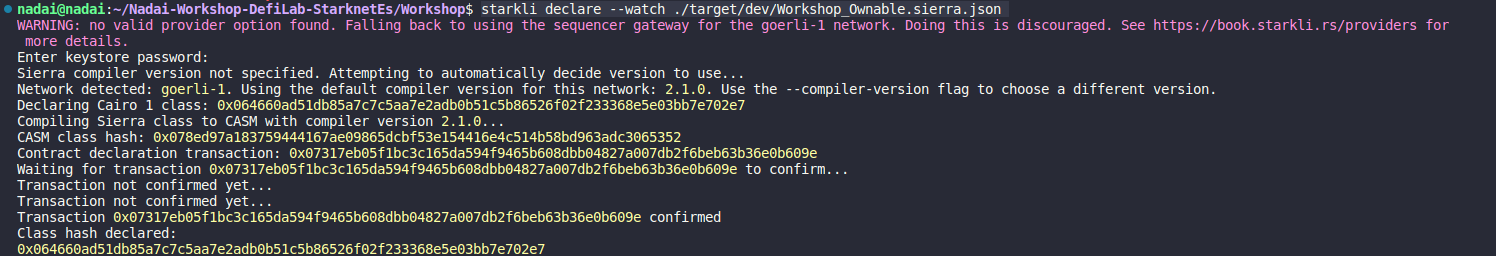 nadai@nadai:~/Nadai-Workshop-DefiLab-StarknetEs/Workshop$ starkli declare --watch ./target/dev/Workshop_Ownable.sierra.json
WARNING: no valid provider option found. Falling back to using the sequencer gateway for the goerli-1 network. Doing this is discouraged. See https://book.starkli.rs/providers for
more details.
Enter keystore password:
Sierra compiler version not specified. Attempting to automatically decide version to use...
Network detected: goerli-1. Using the default compiler version for this network: 2.1.0. Use the --compiler-version flag to choose a different version.
Declaring Cairo 1 class: 0x064660ad51db85a7c7c5aa7e2adb0b51c5b86526f02f233368e5e03bb7e702e7
Compiling Sierra class to CASM with compiler version 2.1.0...
CASM class hash: 0x078ed97a183759444167ae09865dcbf53e154416e4c514b58bd963adc3065352
Contract declaration transaction: 0x07317eb05f1bc3c165da594f9465b608dbb04827a007db2f6beb63b36e0b609e
Waiting for transaction 0x07317eb05f1bc3c165da594f9465b608dbb04827a007db2f6beb63b36e0b609e to confirm...
Transaction not confirmed yet...
Transaction not confirmed yet...
Transaction 0x07317eb05f1bc3c165da594f9465b608dbb04827a007db2f6beb63b36e0b609e confirmed
Class hash declared:
0x064660ad51db85a7c7c5aa7e2adb0b51c5b86526f02f233368e5e03bb7e702e7